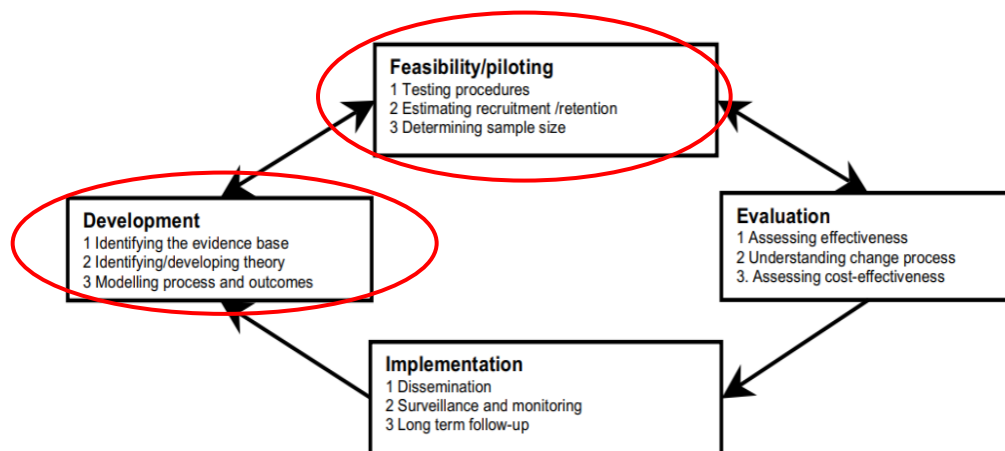 Feasibility/piloting
1 Testing procedures
2 Estimating recruitment /retention
3 Determining sample size
Development
1 Identifying the evidence base
2 Identifying/developing theory
3 Modelling process and outcomes
Evaluation
1 Assessing effectiveness
2 Understanding change process
3. Assessing cost-effectiveness
Implementation
1 Dissemination
2 Surveillance and monitoring
3 Long term follow-up